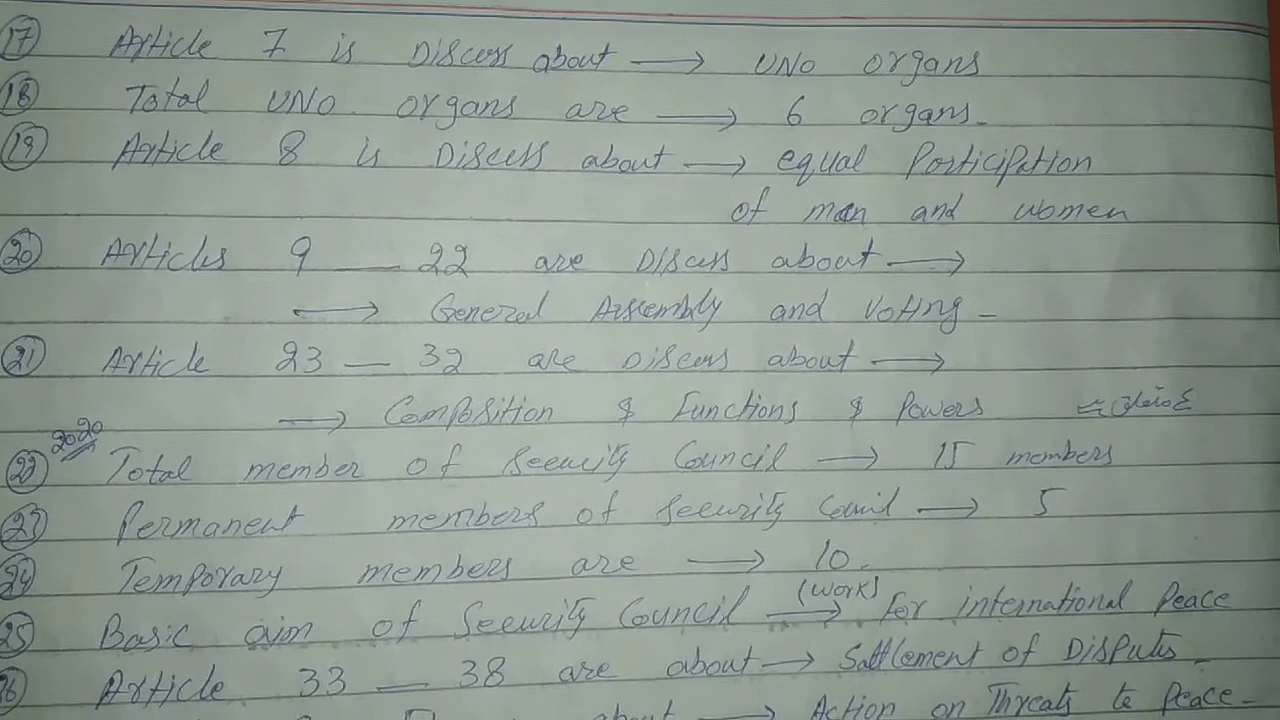 17 Article 7 is Discuss about → UNO organs
18 Total UNO organs are → 6 organs.
19 Article 8 is Discuss about → equal Participation
of men and women
20 Articles 9 — 22 are Discuss about →
→ General Assembly and Voting -
21 Article 23 — 32 are Discuss about →
→ Composition & Functions & Powers
2020
Total member of Security Council → 15 members
23 Permanent members of Security Council → 5
24 Temporary members are → 10.
(work)
25 Basic aim of Security Council → For international Peace
26 Article 33 — 38 are about → Sattlement of Disputes.
about → Action on Threats to Peace -